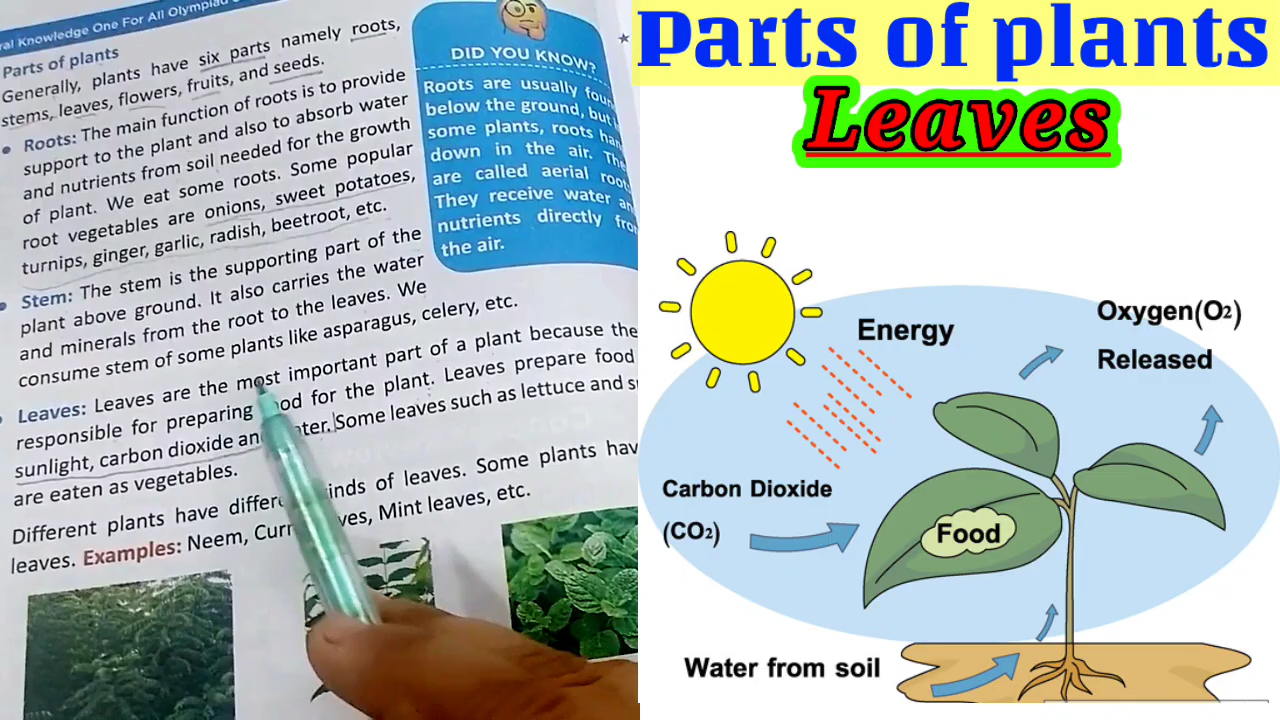 ral Knowledge One For All Olympiad
Parts of plants
Generally, plants have six parts namely roots,
stems, leaves, flowers, fruits, and seeds.
• Roots: The main function of roots is to provide
support to the plant and also to absorb water
and nutrients from soil needed for the growth
of plant. We eat some roots. Some popular
root vegetables are onions, sweet potatoes,
turnips, ginger, garlic, radish, beetroot, etc.
• Stem: The stem is the supporting part of the
plant above ground. It also carries the water
and minerals from the root to the leaves. We
consume stem of some plants like asparagus, celery, etc.
• Leaves: Leaves are the most important part of a plant because the
responsible for preparing food for the plant. Leaves prepare food
sunlight, carbon dioxide and water. Some leaves such as lettuce and s
are eaten as vegetables.
Different plants have different kinds of leaves. Some plants hav
leaves. Examples: Neem, Curry leaves, Mint leaves, etc.
DID YOU KNOW?
Roots are usually foun
below the ground, but i
some plants, roots han
down in the air. The
are called aerial root
They receive water an
nutrients directly fro
the air.
Parts of plants
Leaves
Energy
Oxygen(O2)
Released
Carbon Dioxide
(CO2)
Food
Water from soil